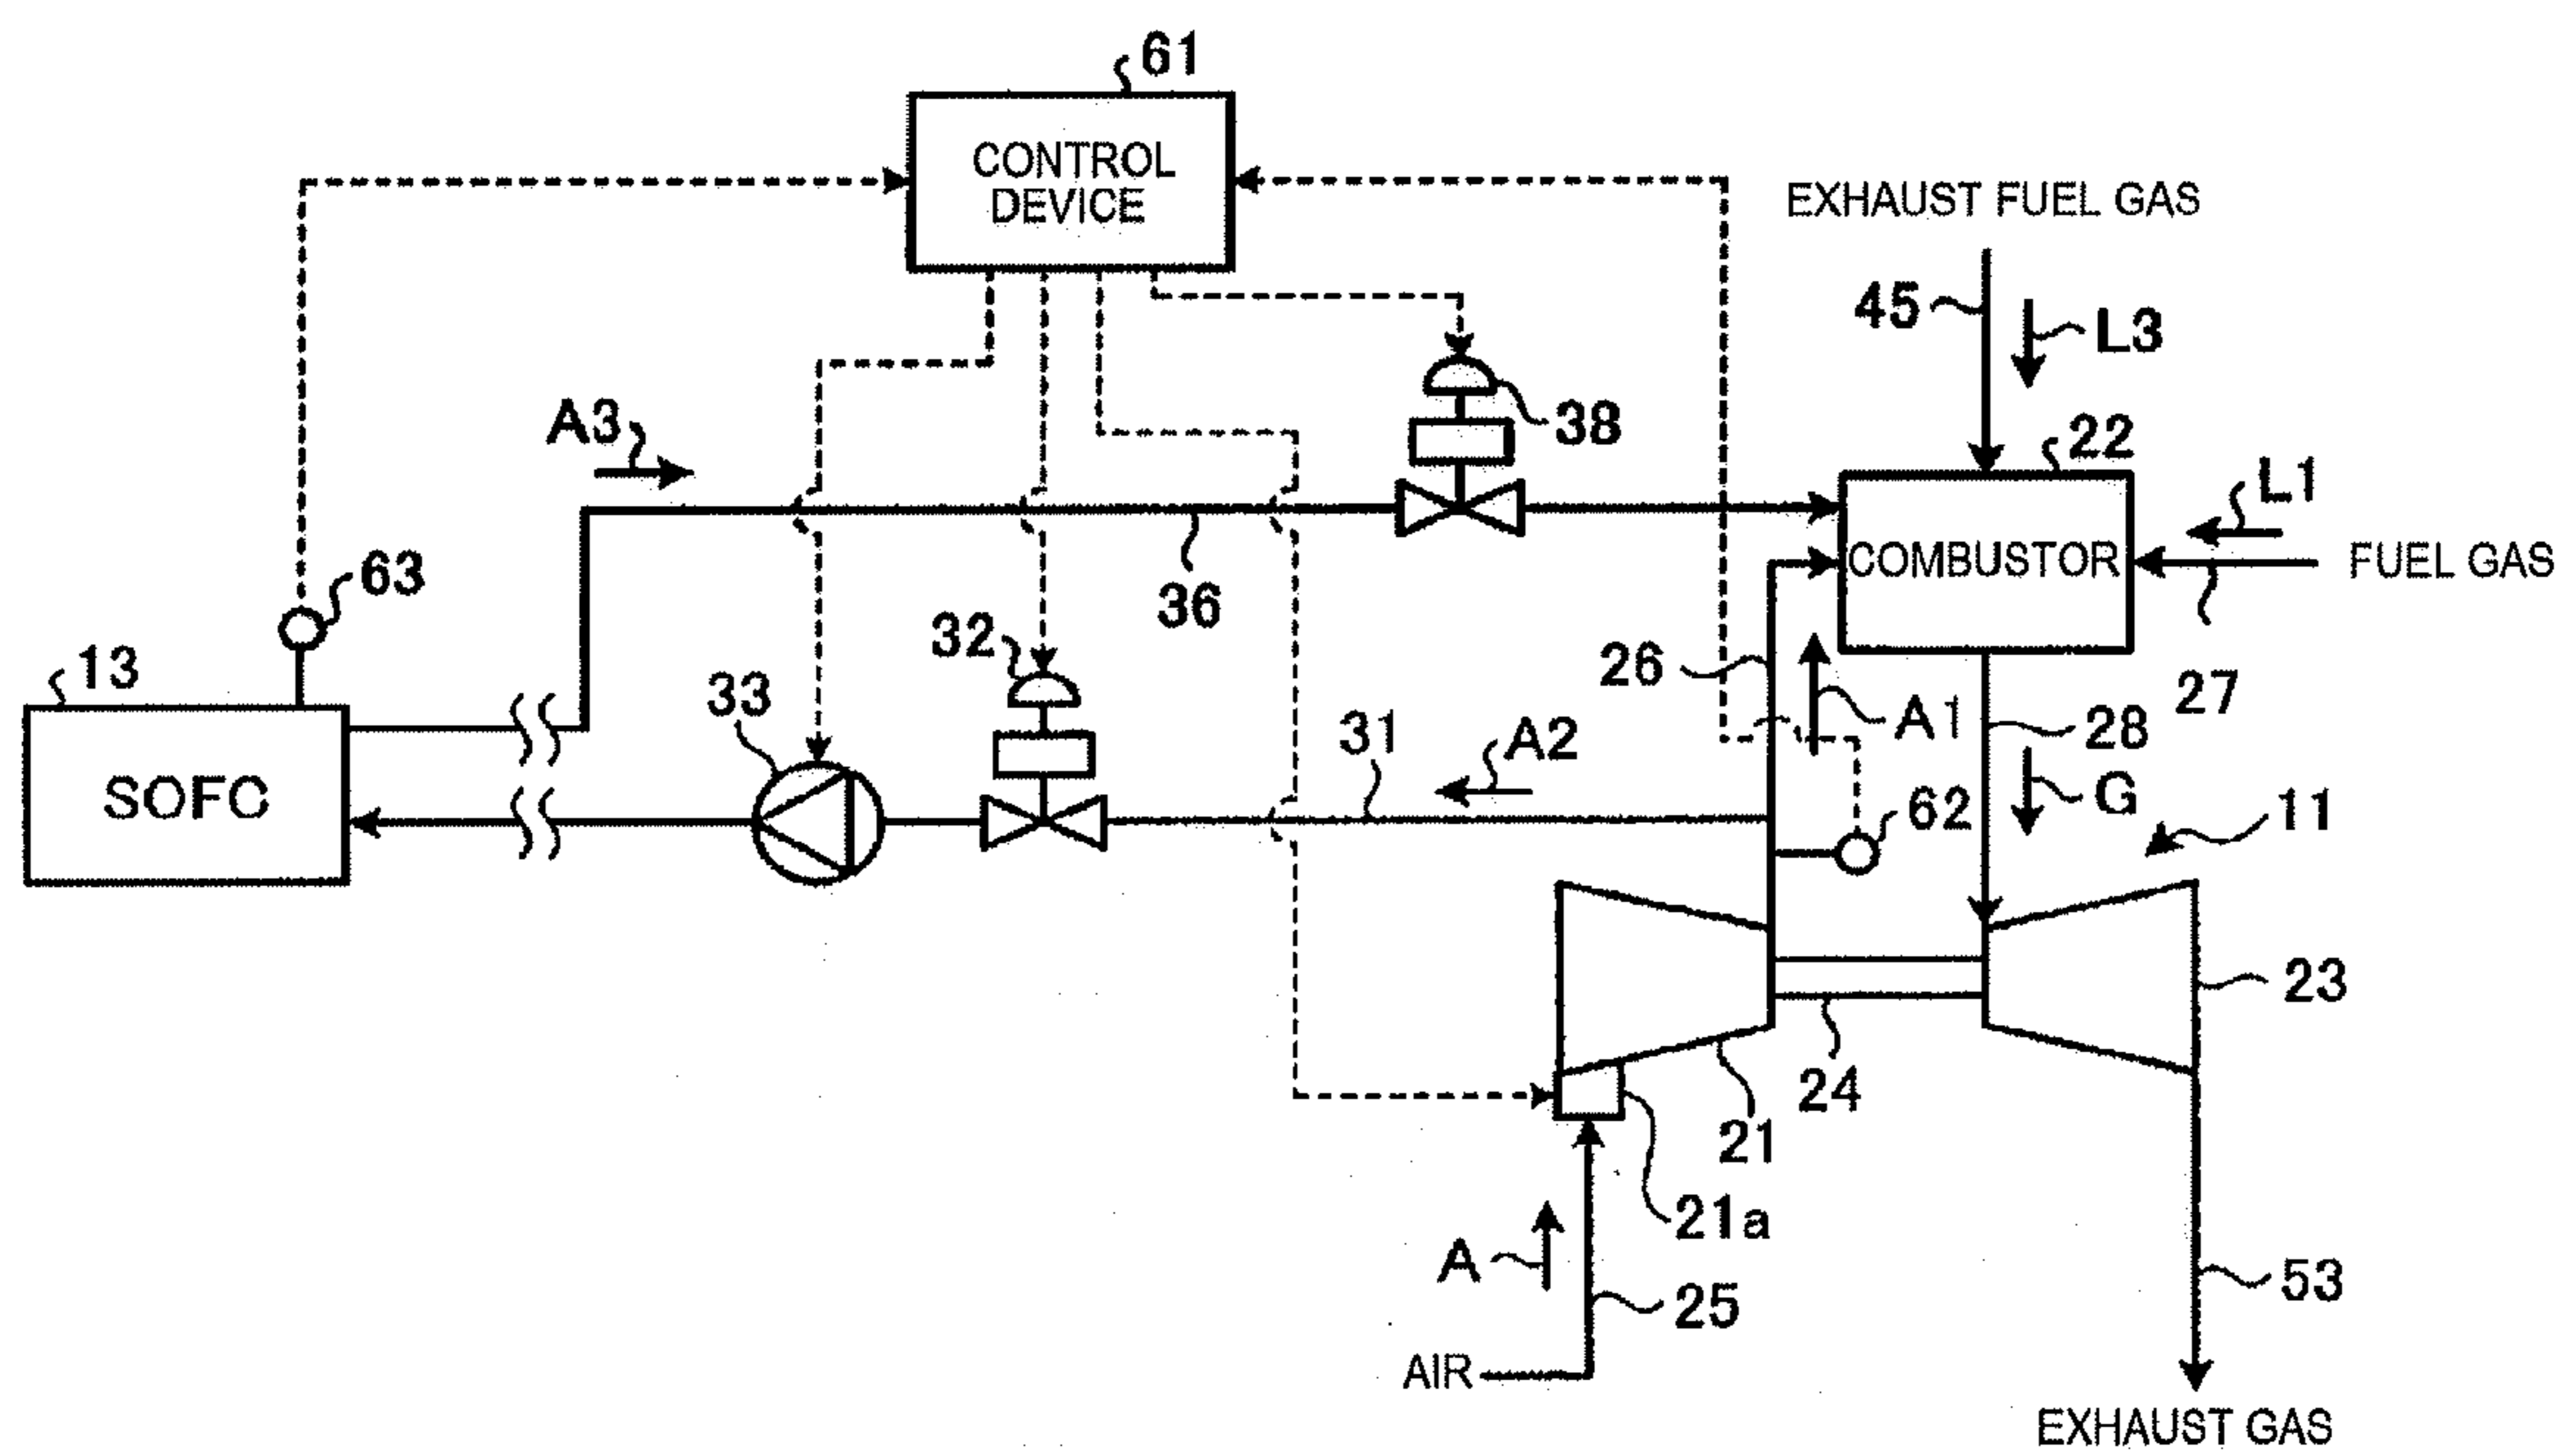 61
CONTROL
DEVICE
EXHAUST FUEL GAS
45
L3
A3
38
22
L1
COMBUSTOR
FUEL GAS
63
36
32
26
27
13
33
31
A2
A1
28
SOFC
62
G
11
23
24
21
21a
A
25
53
AIR
EXHAUST GAS